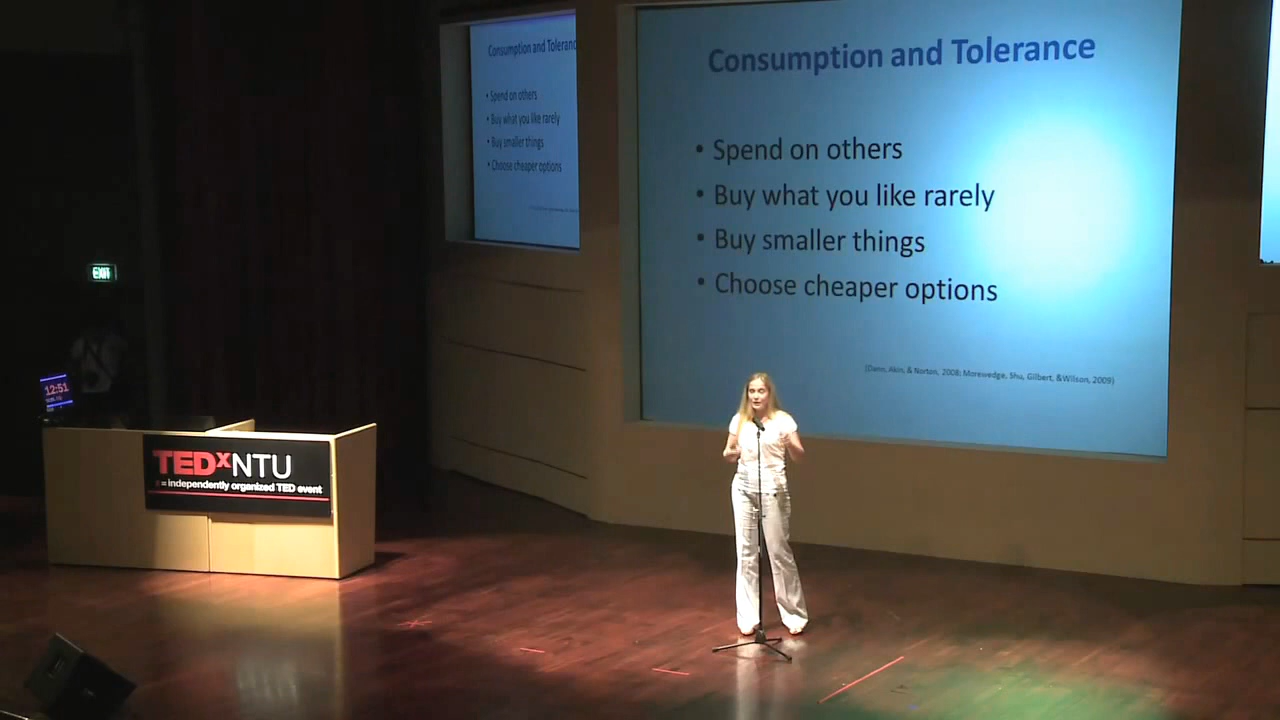 Consumption and Tolerance
• Spend on others
• Buy what you like rarely
• Buy smaller things
• Choose cheaper options
(Dunn, Akin, & Norton, 2008; Morewedge, Shu, Gilbert, &Wilson, 2009)
Consumption and Toleranc
• Spend on others
• Buy what you like rarely
• Buy smaller things
• Choose cheaper options
EXIT
12:51
TEDxNTU
x = independently organized TED event